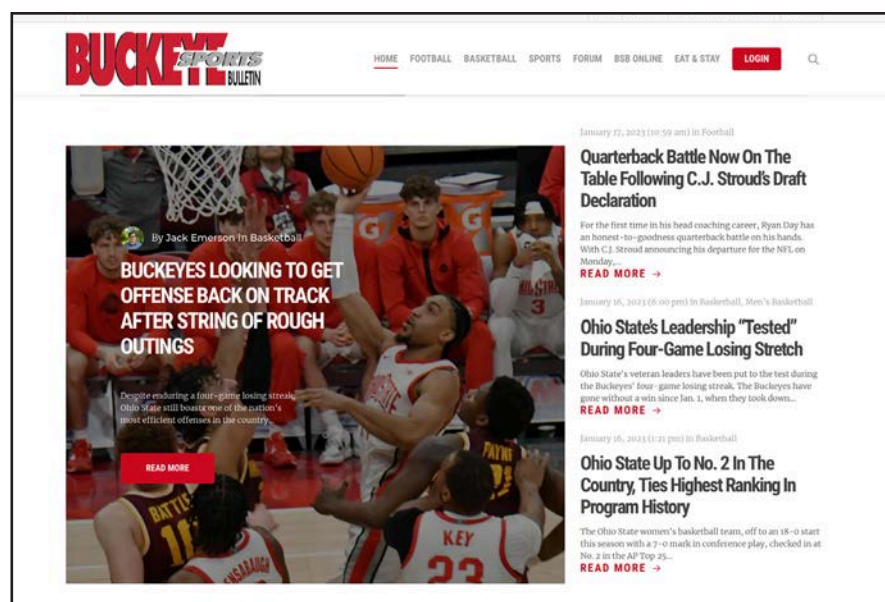 BUCKEYE
SPORTS
BULLETIN
HOME FOOTBALL BASKETBALL SPORTS FORUM BSB ONLINE EAT & STAY LOGIN
By Jack Emerson In Basketball
BUCKEYES LOOKING TO GET
OFFENSE BACK ON TRACK
AFTER STRING OF ROUGH
OUTINGS
Despite enduring a four-game losing streak,
Ohio State still boasts one of the nation's
most efficient offenses in the country...
READ MORE
G
G
3
PAYNE
21
BATTLE
10
KEY
23
January 17, 2023 (10:59 am) in Football
Quarterback Battle Now On The
Table Following C.J. Stroud's Draft
Declaration
For the first time in his head coaching career, Ryan Day has
an honest-to-goodness quarterback battle on his hands.
With C.J. Stroud announcing his departure for the NFL on
Monday,...
READ MORE →
January 16, 2023 (6:00 pm) in Basketball, Men's Basketball
Ohio State's Leadership "Tested"
During Four-Game Losing Stretch
Ohio State's veteran leaders have been put to the test during
the Buckeyes' four-game losing streak. The Buckeyes have
gone without a win since Jan. 1, when they took down...
READ MORE →
January 16, 2023 (1:21 pm) in Basketball
Ohio State Up To No. 2 In The
Country, Ties Highest Ranking In
Program History
The Ohio State women's basketball team, off to an 18-0 start
this season with a 7-0 mark in conference play, checked in at
No. 2 in the AP Top 25...
READ MORE →